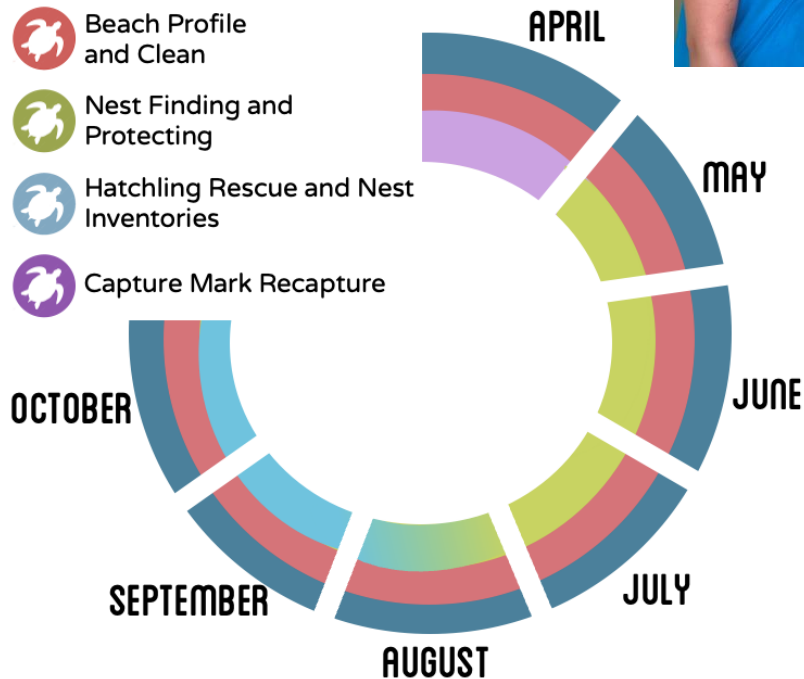 Beach Profile
and Clean
Nest Finding and
Protecting
Hatchling Rescue and Nest
Inventories
Capture Mark Recapture
APRIL
MAY
JUNE
JULY
AUGUST
SEPTEMBER
OCTOBER